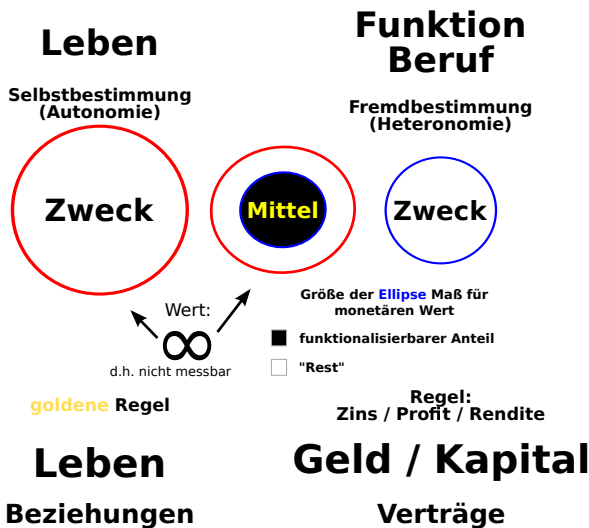 Leben
Funktion
Beruf
Selbstbestimmung
(Autonomie)
Fremdbestimmung
(Heteronomie)
Zweck
Mittel
Zweck
Größe der Ellipse Maß für
monetären Wert
Wert:
∞
d.h. nicht messbar
funktionalisierbarer Anteil
"Rest"
goldene Regel
Regel:
Zins / Profit / Rendite
Leben
Geld / Kapital
Beziehungen
Verträge